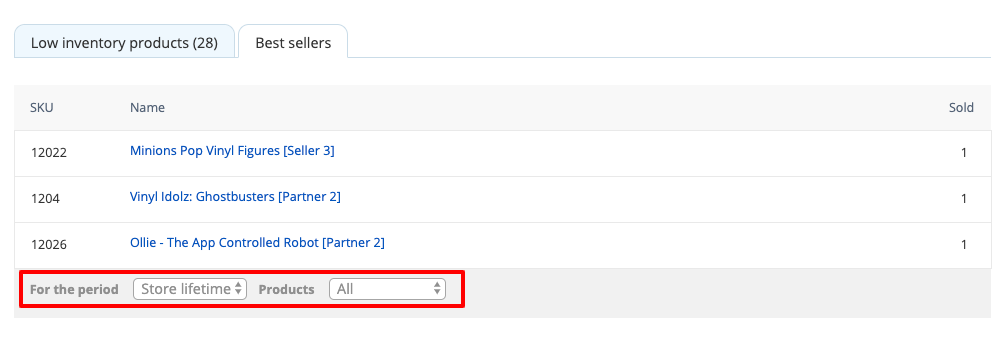 Low inventory products (28) Best sellers
SKU Name Sold
12022 Minions Pop Vinyl Figures [Seller 3] 1
1204 Vinyl Idolz: Ghostbusters [Partner 2] 1
12026 Ollie - The App Controlled Robot [Partner 2] 1
For the period Store lifetime Products All